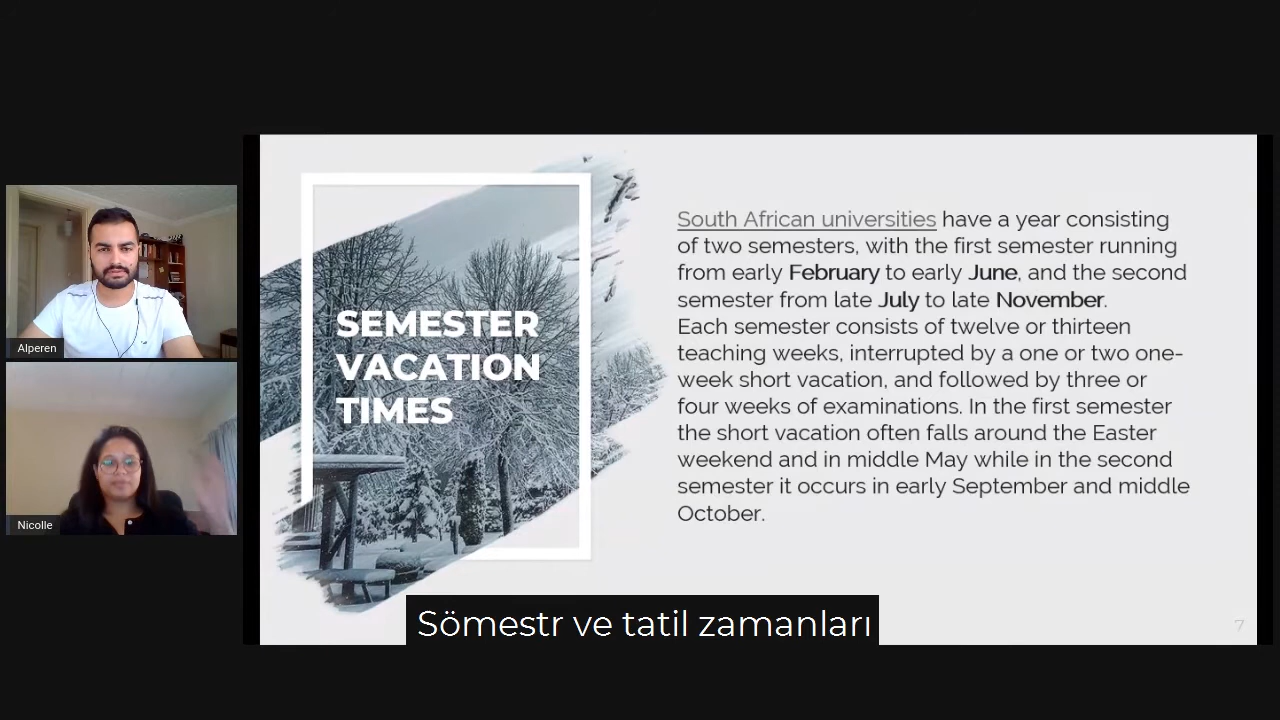 Alperen
Nicolle
SEMESTER
VACATION
TIMES
South African universities have a year consisting
of two semesters, with the first semester running
from early February to early June, and the second
semester from late July to late November.
Each semester consists of twelve or thirteen
teaching weeks, interrupted by a one or two one-
week short vacation, and followed by three or
four weeks of examinations. In the first semester
the short vacation often falls around the Easter
weekend and in middle May while in the second
semester it occurs in early September and middle
October.
7
Sömestr ve tatil zamanları